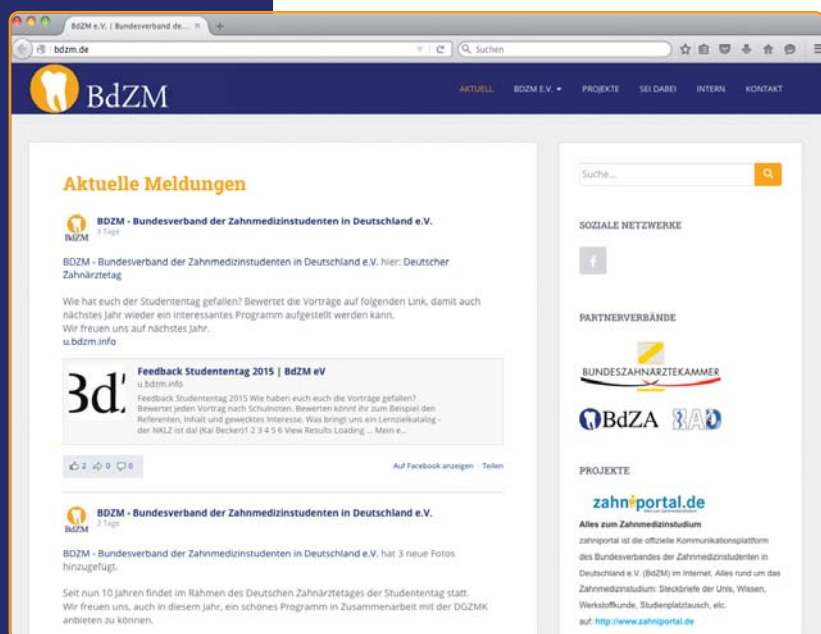 BdZM e.V. | Bundesverband de...
bdzm.de
Suchen
BdZM
AKTUELL BDZM E.V. PROJEKTE SEI DABEI INTERN KONTAKT
Aktuelle Meldungen
BdZM
BDZM - Bundesverband der Zahnmedizinstudenten in Deutschland e.V.
3 Tage
BDZM - Bundesverband der Zahnmedizinstudenten in Deutschland e.V. hier: Deutscher
Zahnärztetag
Wie hat euch der Studententag gefallen? Bewertet die Vorträge auf folgenden Link, damit auch
nächstes Jahr wieder ein interessantes Programm aufgestellt werden kann.
Wir freuen uns auf nächstes Jahr.
u.bdzm.info
Feedback Studententag 2015 | BdZM eV
u.bdzm.info
Feedback Studententag 2015 Wie haben euch euch die Vorträge gefallen?
Bewertet jeden Vortrag nach Schulnoten. Bewerten könnt ihr zum Beispiel den
Referenten, Inhalt und gewecktes Interesse. Was bringt uns ein Lernzielkatalog -
der NKLZ ist da! (Kai Becker)1 2 3 4 5 6 View Results Loading ... Mein e...
2 0 0
Auf Facebook anzeigen · Teilen
BdZM
BDZM - Bundesverband der Zahnmedizinstudenten in Deutschland e.V.
3 Tage
BDZM - Bundesverband der Zahnmedizinstudenten in Deutschland e.V. hat 3 neue Fotos
hinzugefügt.
Seit nun 10 Jahren findet im Rahmen des Deutschen Zahnärztetages der Studententag statt.
Wir freuen uns, auch in diesem Jahr, ein schönes Programm in Zusammenarbeit mit der DGZMK
anbieten zu können.
Suche...
SOZIALE NETZWERKE
PARTNERVERBÄNDE
BUNDESZAHNÄRZTEKAMMER
BdZA ZAD
PROJEKTE
zahnportal.de
Alles zum Zahnmedizinstudium
zahniportal ist die offizielle Kommunikationsplattform
des Bundesverbandes der Zahnmedizinstudenten in
Deutschland e.V. (BdZM) im Internet. Alles rund um das
Zahnmedizinstudium: Steckbriefe der Unis, Wissen,
Werkstoffkunde, Studienplatztausch, etc.
auf: http://www.zahniportal.de